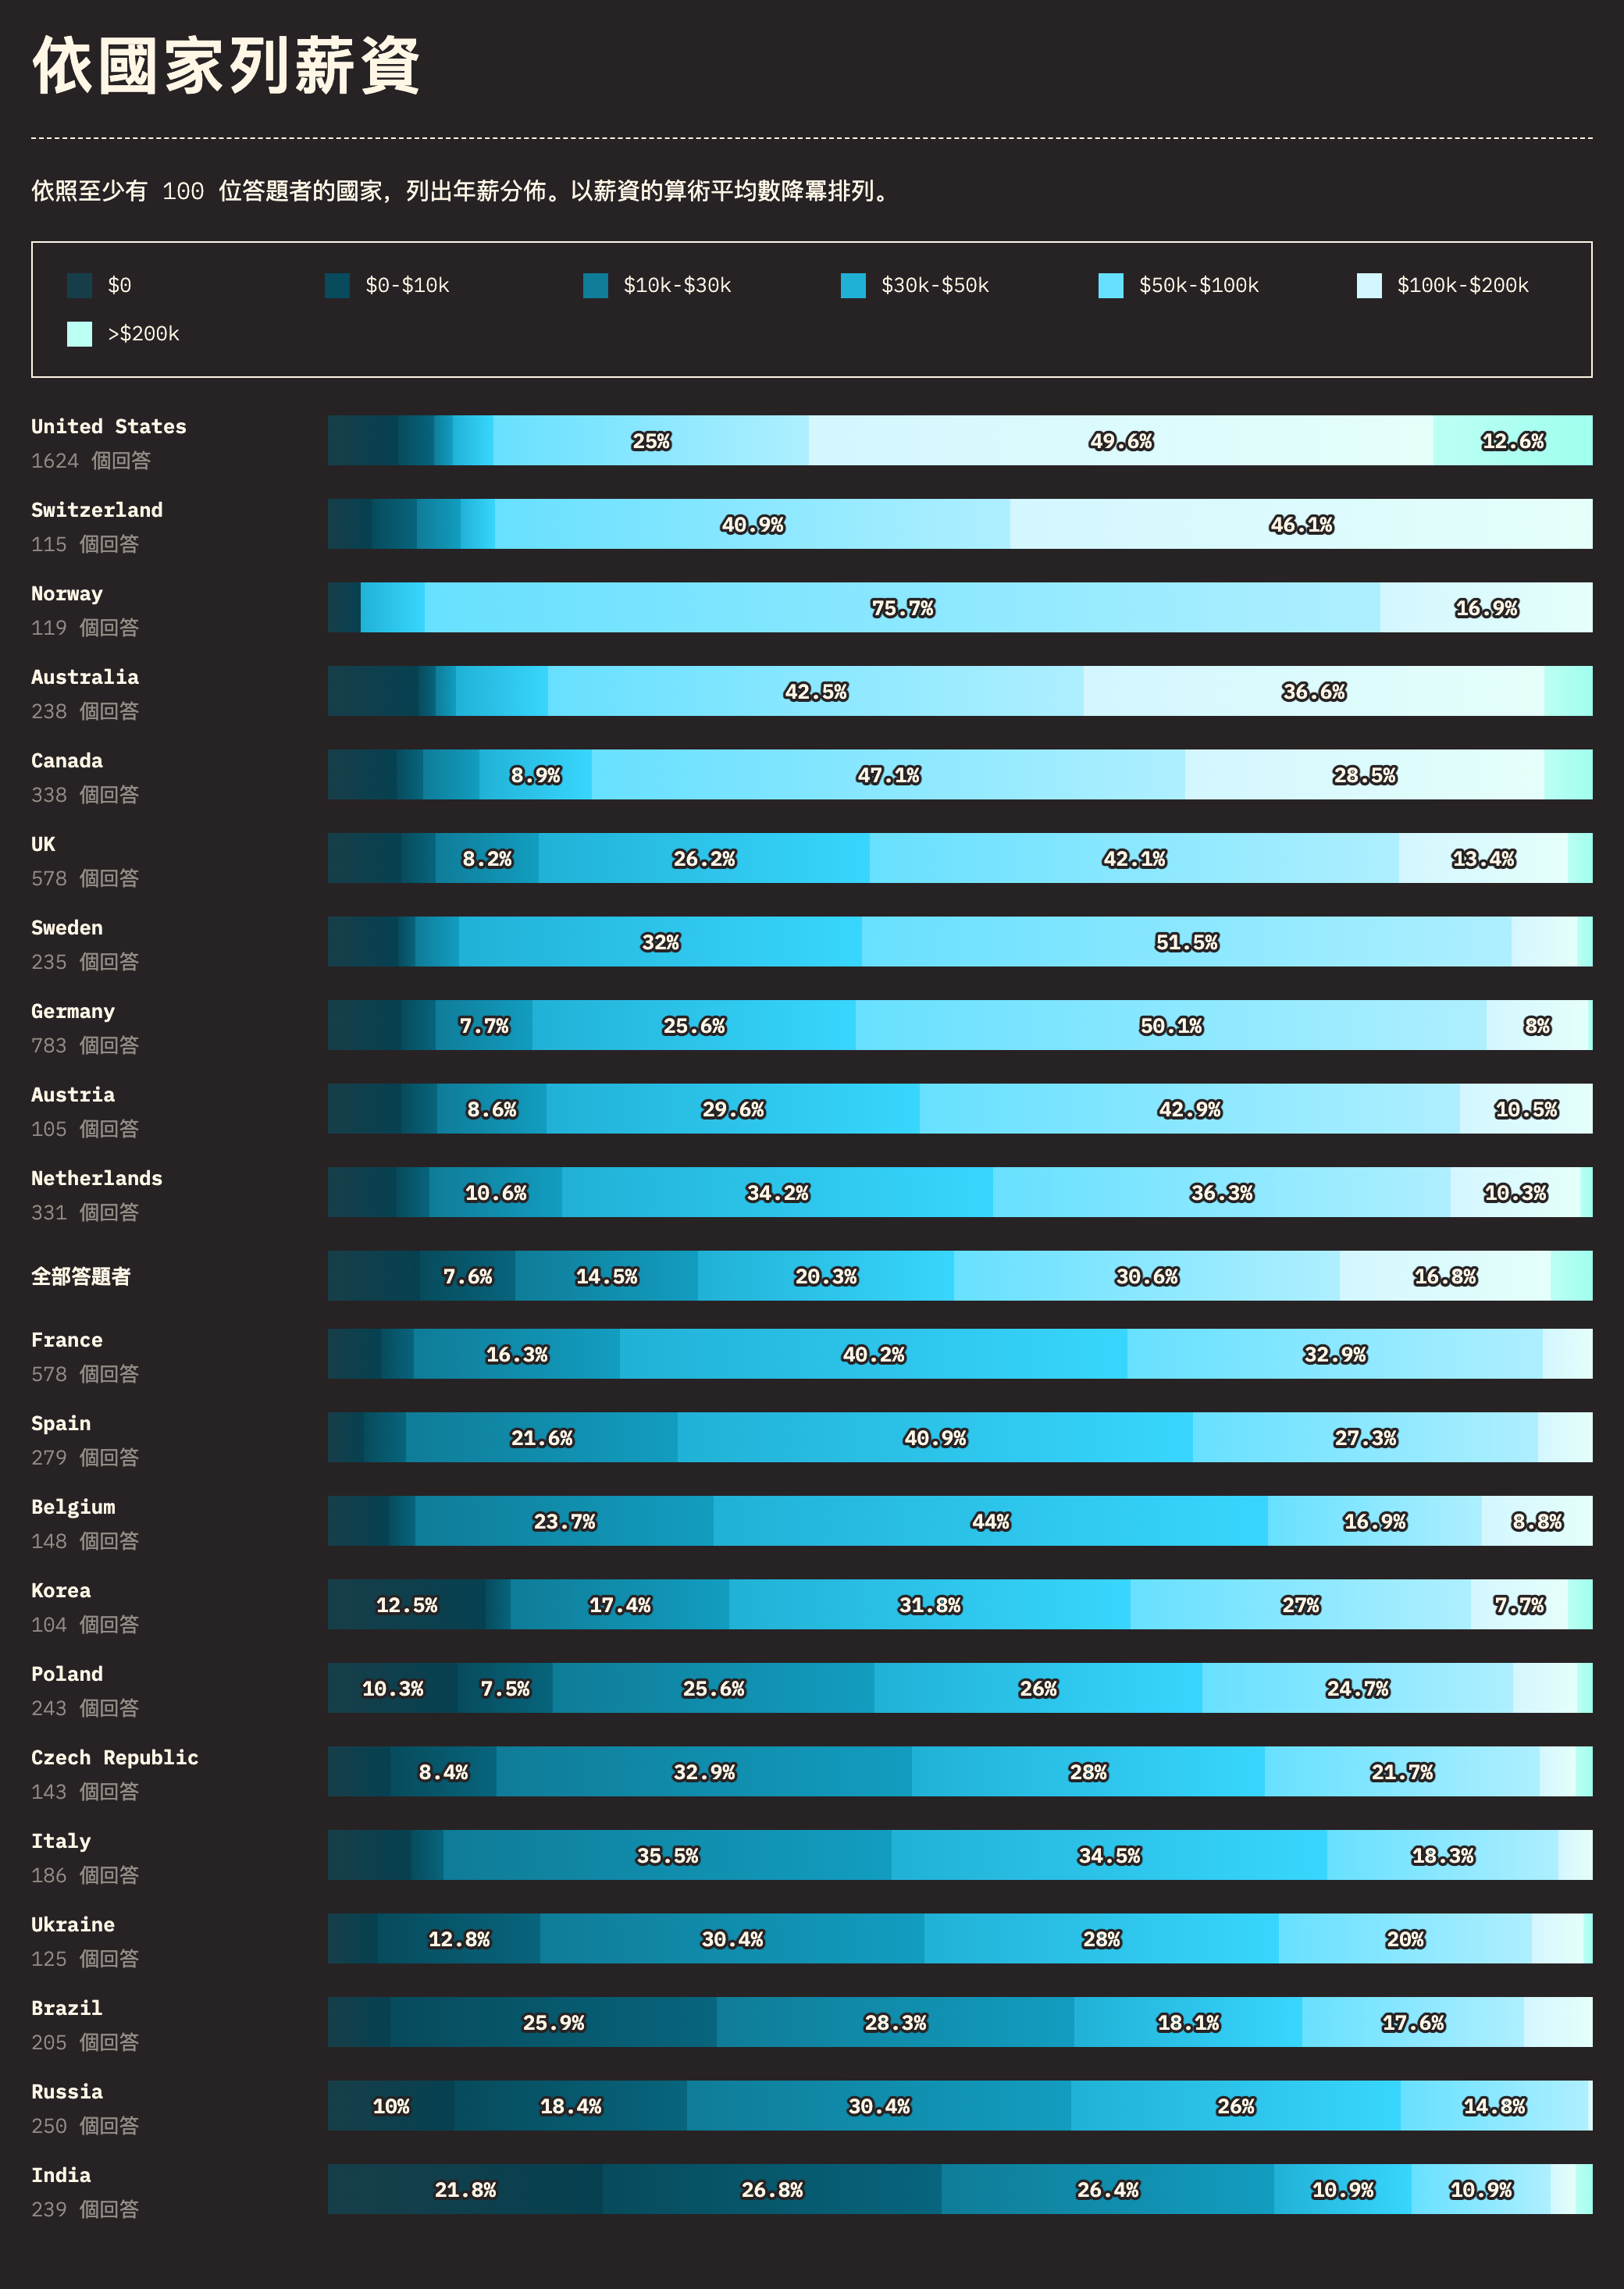 依國家列薪資
依照至少有 100 位答題者的國家，列出年薪分佈。以薪資的算術平均數降冪排列。
$0 $0-$10k $10k-$30k $30k-$50k $50k-$100k $100k-$200k
>$200k
United States
1624 個回答
25% 49.6% 12.6%
Switzerland
115 個回答
40.9% 46.1%
Norway
119 個回答
75.7% 16.9%
Australia
238 個回答
42.5% 36.6%
Canada
338 個回答
8.9% 47.1% 28.5%
UK
578 個回答
8.2% 26.2% 42.1% 13.4%
Sweden
235 個回答
32% 51.5%
Germany
783 個回答
7.7% 25.6% 50.1% 8%
Austria
105 個回答
8.6% 29.6% 42.9% 10.5%
Netherlands
331 個回答
10.6% 34.2% 36.3% 10.3%
全部答題者
7.6% 14.5% 20.3% 30.6% 16.8%
France
578 個回答
16.3% 40.2% 32.9%
Spain
279 個回答
21.6% 40.9% 27.3%
Belgium
148 個回答
23.7% 44% 16.9% 8.8%
Korea
104 個回答
12.5% 17.4% 31.8% 27% 7.7%
Poland
243 個回答
10.3% 7.5% 25.6% 26% 24.7%
Czech Republic
143 個回答
8.4% 32.9% 28% 21.7%
Italy
186 個回答
35.5% 34.5% 18.3%
Ukraine
125 個回答
12.8% 30.4% 28% 20%
Brazil
205 個回答
25.9% 28.3% 18.1% 17.6%
Russia
250 個回答
10% 18.4% 30.4% 26% 14.8%
India
239 個回答
21.8% 26.8% 26.4% 10.9% 10.9%